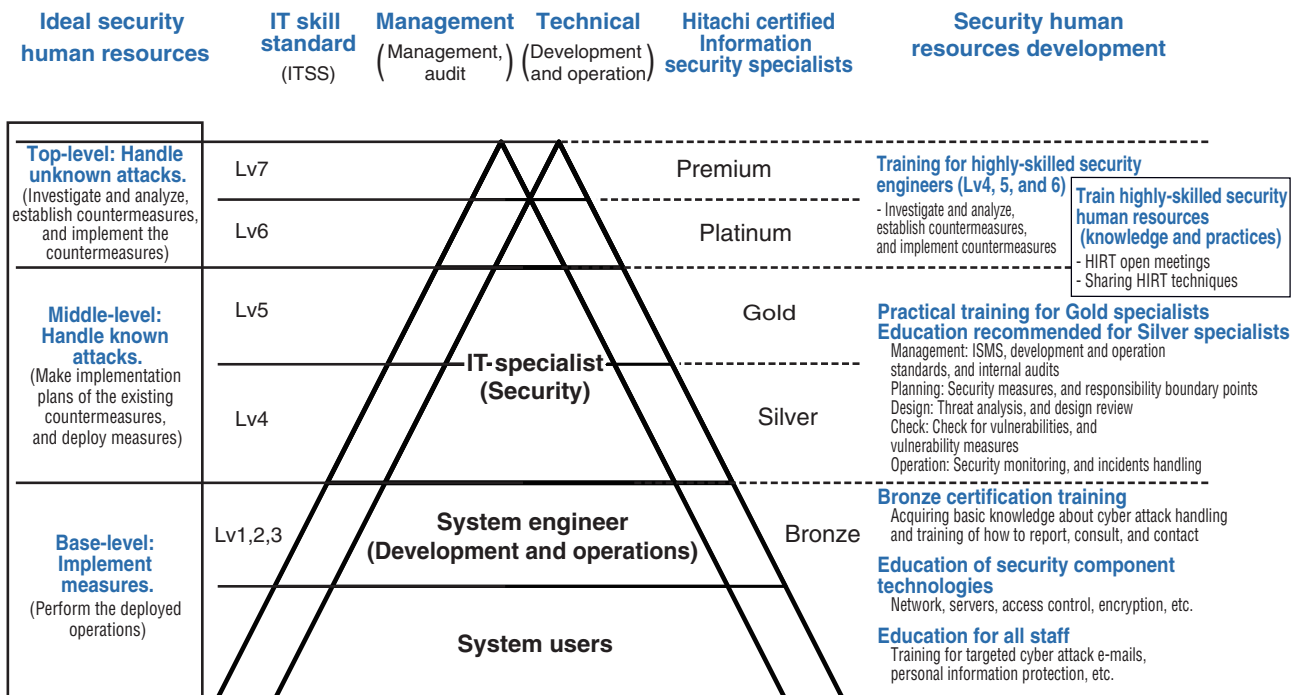 Ideal security
human resources
IT skill
standard
(ITSS)
Management
(Management,
audit)
Technical
(Development
and operation)
Hitachi certified
Information
security specialists
Security human
resources development
Top-level: Handle
unknown attacks.
(Investigate and analyze,
establish countermeasures,
and implement the
countermeasures)
Lv7
Premium
Lv6
Platinum
Training for highly-skilled security
engineers (Lv4, 5, and 6)
- Investigate and analyze,
establish countermeasures,
and implement countermeasures
Train highly-skilled security
human resources
(knowledge and practices)
- HIRT open meetings
- Sharing HIRT techniques
Middle-level:
Handle known
attacks.
(Make implementation
plans of the existing
countermeasures,
and deploy measures)
Lv5
Gold
IT-specialist
(Security)
Lv4
Silver
Practical training for Gold specialists
Education recommended for Silver specialists
Management: ISMS, development and operation
standards, and internal audits
Planning: Security measures, and responsibility boundary points
Design: Threat analysis, and design review
Check: Check for vulnerabilities, and
vulnerability measures
Operation: Security monitoring, and incidents handling
Base-level:
Implement
measures.
(Perform the deployed
operations)
Lv1,2,3
System engineer
(Development and operations)
Bronze
System users
Bronze certification training
Acquiring basic knowledge about cyber attack handling
and training of how to report, consult, and contact
Education of security component
technologies
Network, servers, access control, encryption, etc.
Education for all staff
Training for targeted cyber attack e-mails,
personal information protection, etc.